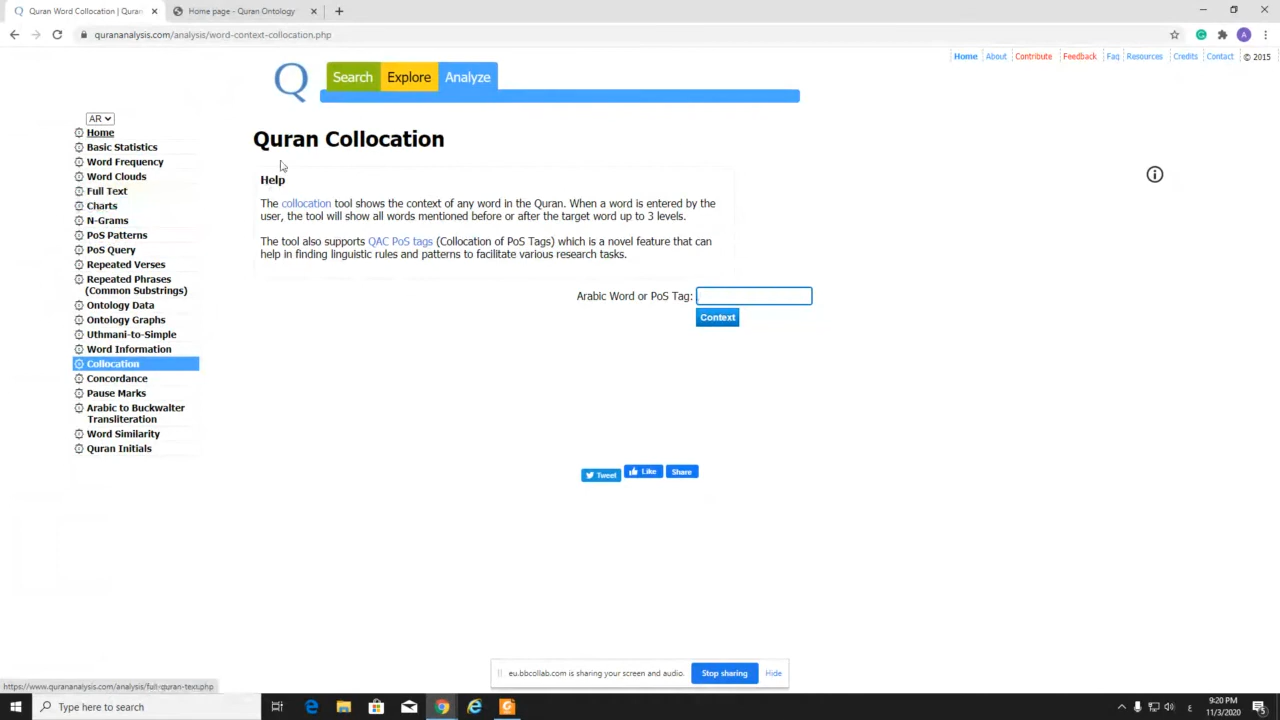 Quran Word Collocation | Quran
Home page - Quran Ontology
qurananalysis.com/analysis/word-context-collocation.php
A
Home
About
Contribute
Feedback
Faq
Resources
Credits
Contact
© 2015
Q
Search
Explore
Analyze
AR
Home
Basic Statistics
Word Frequency
Word Clouds
Full Text
Charts
N-Grams
PoS Patterns
PoS Query
Repeated Verses
Repeated Phrases
(Common Substrings)
Ontology Data
Ontology Graphs
Uthmani-to-Simple
Word Information
Collocation
Concordance
Pause Marks
Arabic to Buckwalter
Transliteration
Word Similarity
Quran Initials
Quran Collocation
Help
The collocation tool shows the context of any word in the Quran. When a word is entered by the
user, the tool will show all words mentioned before or after the target word up to 3 levels.
The tool also supports QAC PoS tags (Collocation of PoS Tags) which is a novel feature that can
help in finding linguistic rules and patterns to facilitate various research tasks.
Arabic Word or PoS Tag:
Context
Tweet
Like
Share
eu.bbcollab.com is sharing your screen and audio.
Stop sharing
Hide
https://www.qurananalysis.com/analysis/full-quran-text.php
Type here to search
ع
9:20 PM
11/3/2020
5